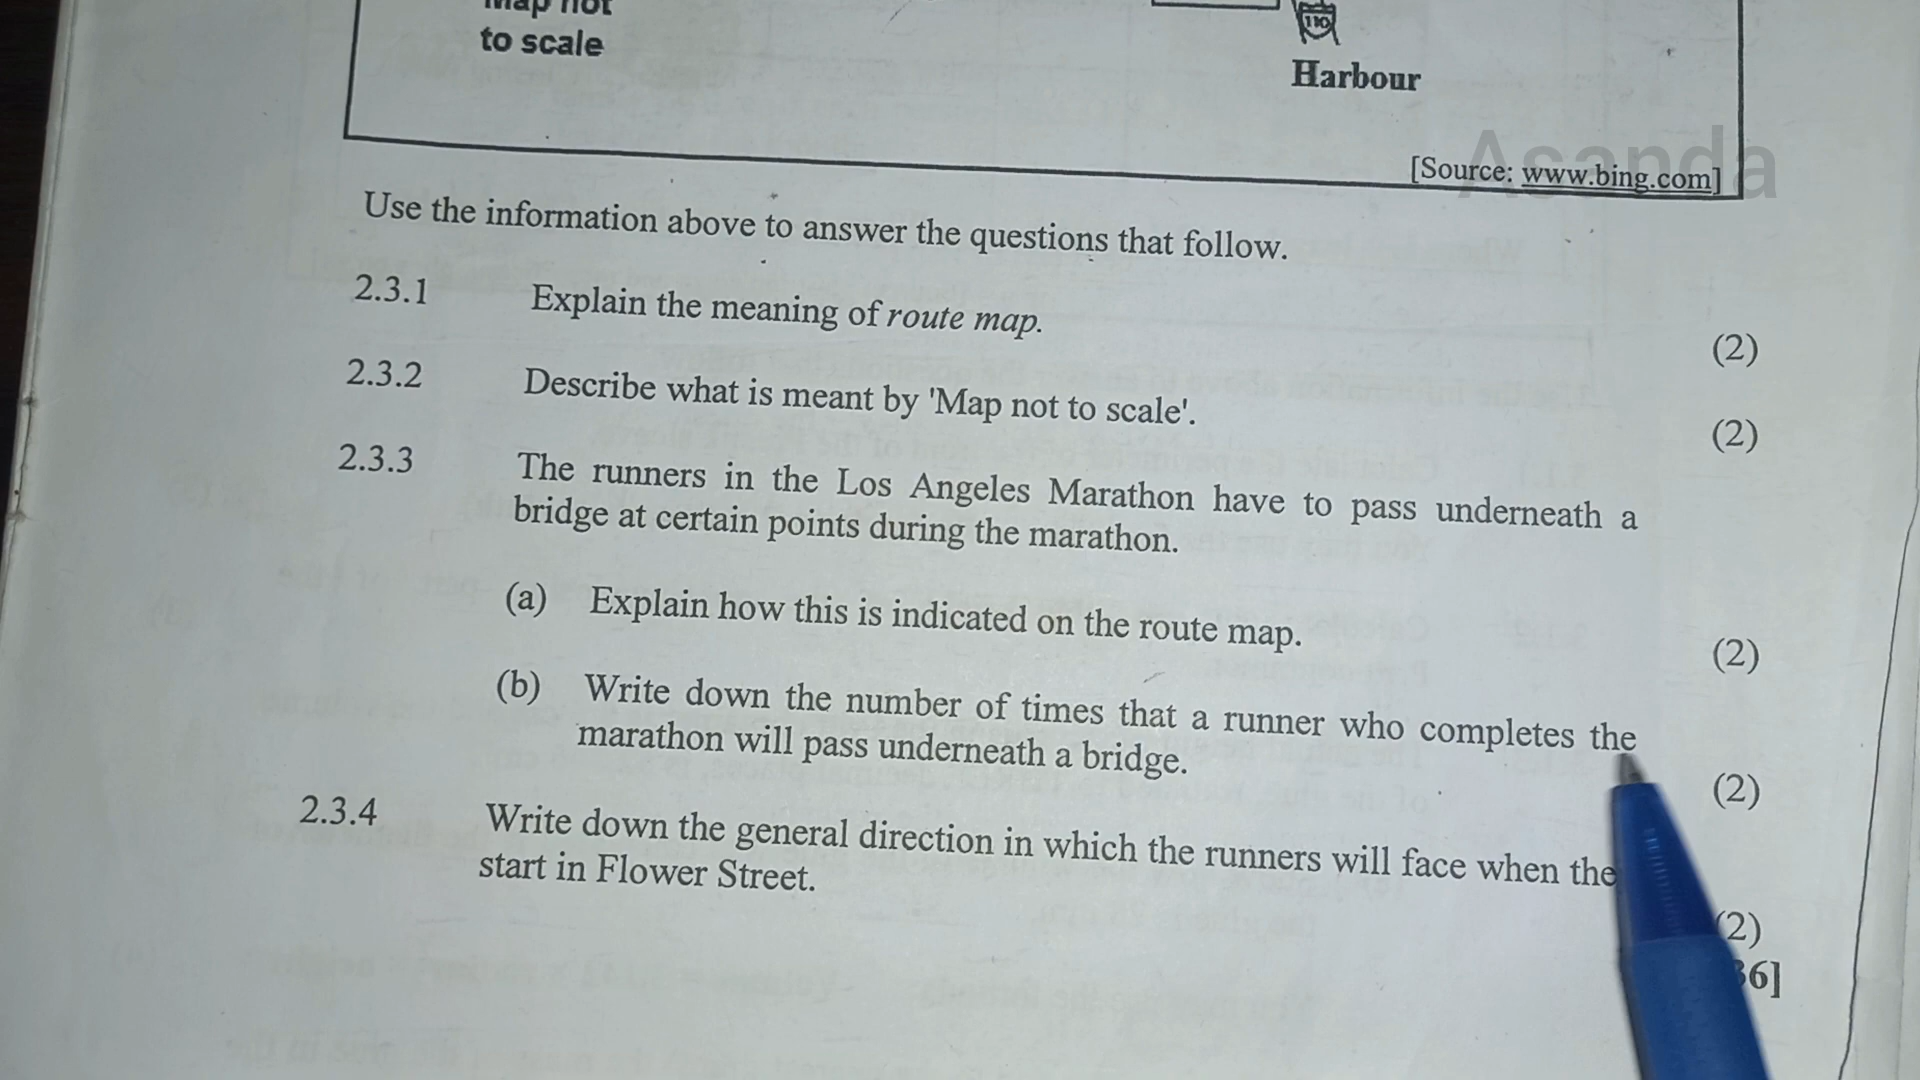 Map not
to scale
110
Harbour
Asanda
[Source: www.bing.com]
Use the information above to answer the questions that follow.
2.3.1 Explain the meaning of route map. (2)
2.3.2 Describe what is meant by 'Map not to scale'. (2)
2.3.3 The runners in the Los Angeles Marathon have to pass underneath a
bridge at certain points during the marathon.
(a) Explain how this is indicated on the route map. (2)
(b) Write down the number of times that a runner who completes the
marathon will pass underneath a bridge. (2)
2.3.4 Write down the general direction in which the runners will face when the
start in Flower Street. (2)
36]